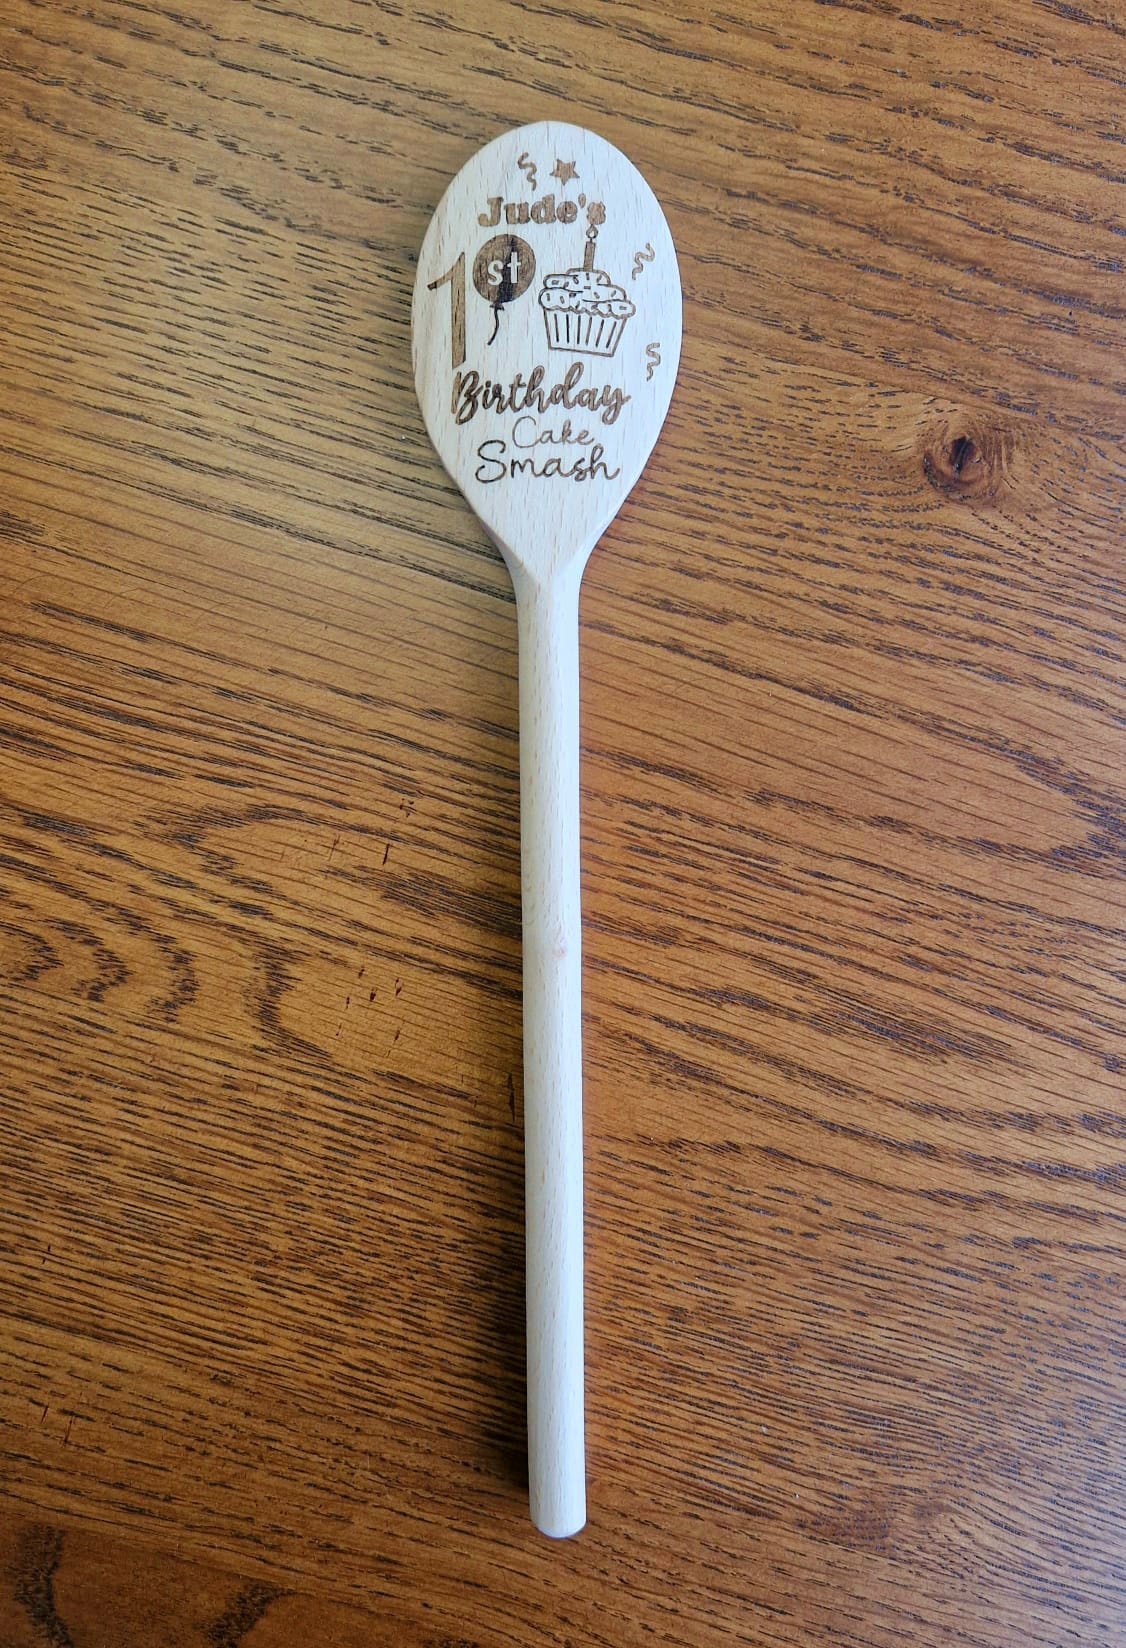 Jude's
1st
Birthday
Cake
Smash